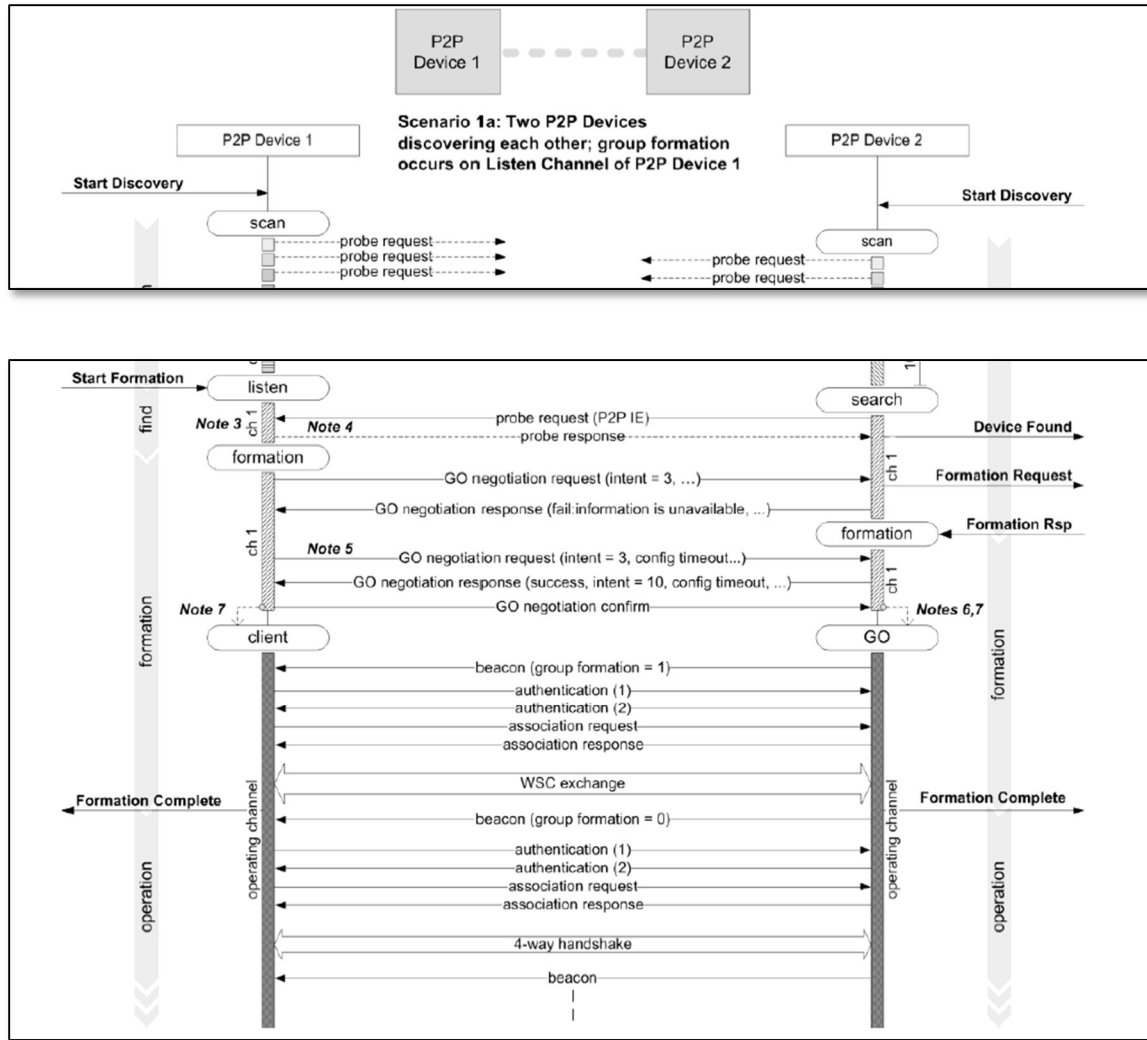 P2P
Device 1
P2P
Device 2
Scenario 1a: Two P2P Devices
discovering each other; group formation
occurs on Listen Channel of P2P Device 1
P2P Device 1
P2P Device 2
Start Discovery
Start Discovery
scan
scan
probe request
probe request
probe request
probe request
probe request
Start Formation
listen
search
find
Note 3
ch 1
Note 4
probe request (P2P IE)
probe response
Device Found
formation
ch 1
GO negotiation request (intent = 3, ...)
Formation Request
GO negotiation response (fail:information is unavailable, ...)
formation
Formation Rsp
ch 1
Note 5
GO negotiation request (intent = 3, config timeout...)
ch 1
GO negotiation response (success, intent = 10, config timeout, ...)
Note 7
GO negotiation confirm
Notes 6,7
client
GO
formation
formation
beacon (group formation = 1)
authentication (1)
authentication (2)
association request
association response
WSC exchange
Formation Complete
Formation Complete
operating channel
operating channel
beacon (group formation = 0)
authentication (1)
authentication (2)
association request
association response
operation
operation
4-way handshake
beacon